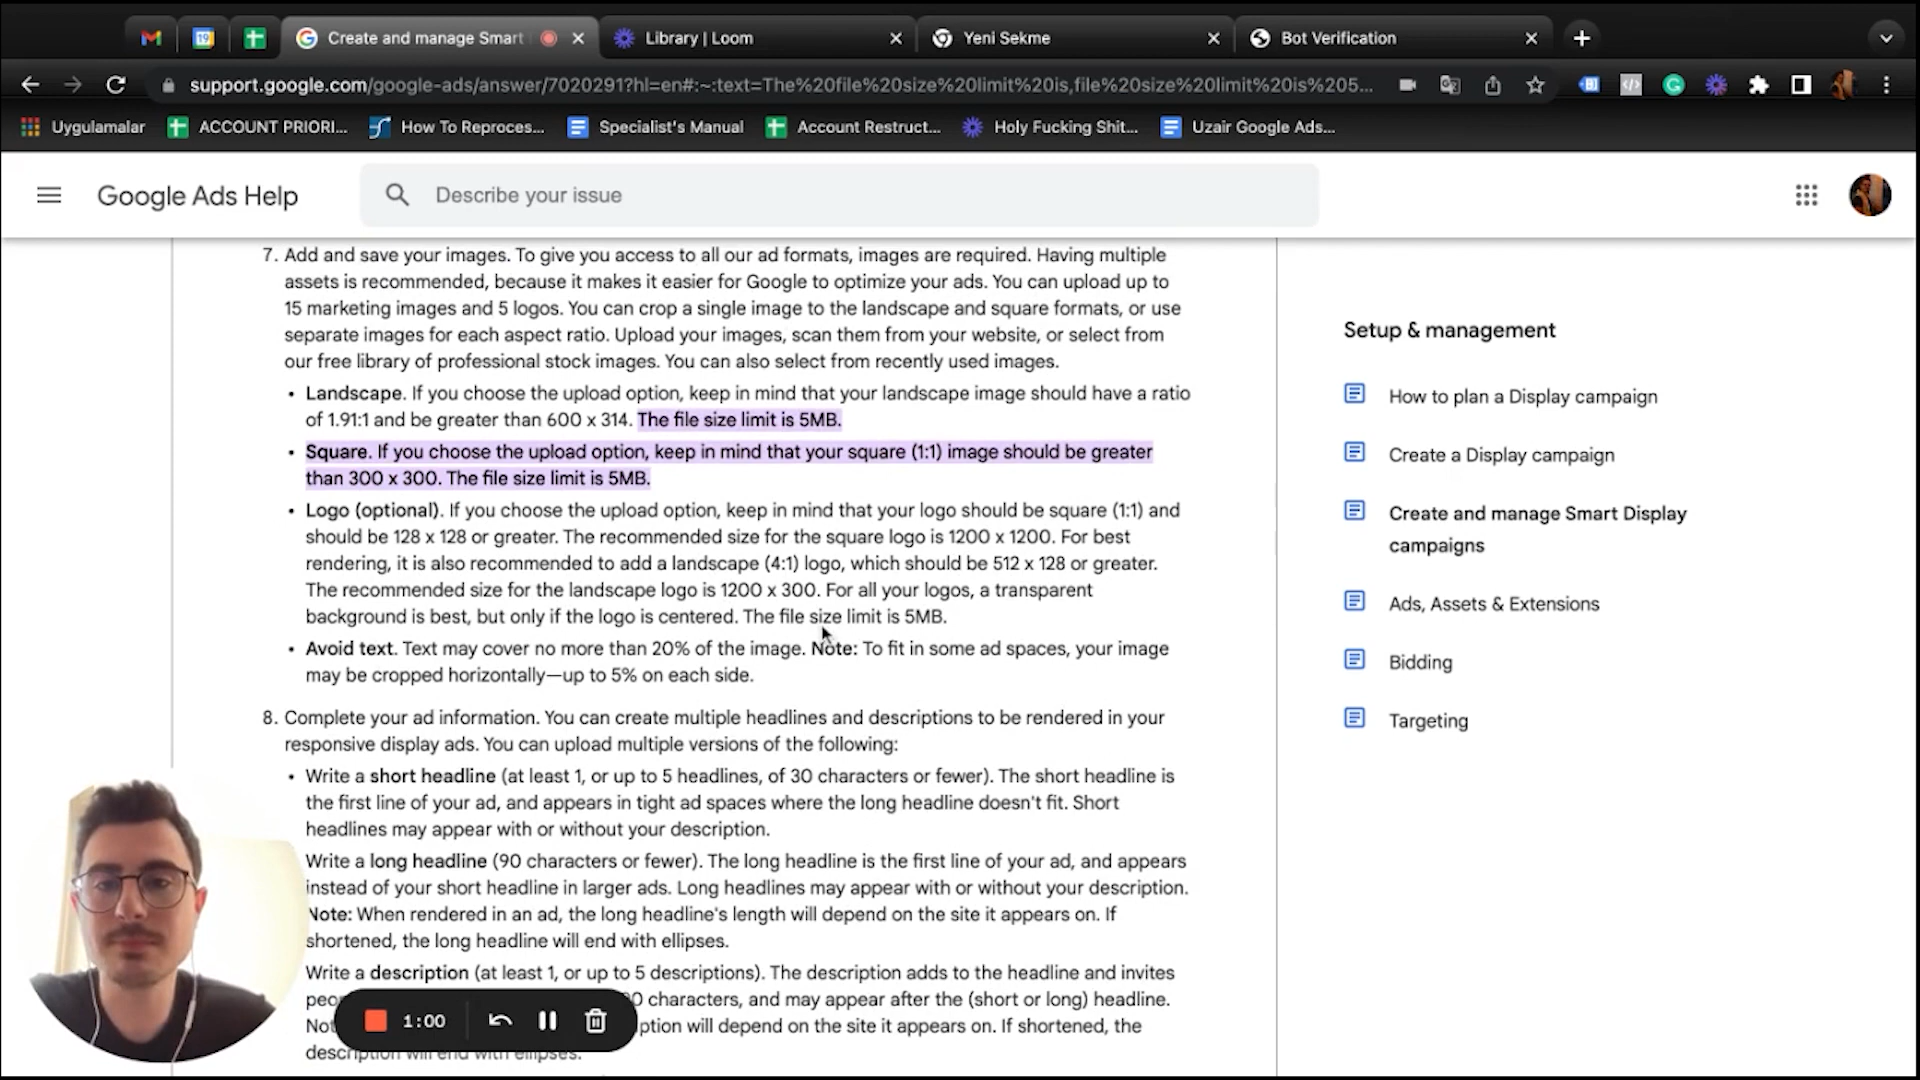 Create and manage Smart
Library | Loom
Yeni Sekme
Bot Verification
support.google.com/google-ads/answer/7020291?hl=en#:~:text=The%20file%20size%20limit%20is,file%20size%20limit%20is%205...
Uygulamalar
ACCOUNT PRIORI...
How To Reproces...
Specialist's Manual
Account Restruct...
Holy Fucking Shit...
Uzair Google Ads...
Google Ads Help
Describe your issue
7. Add and save your images. To give you access to all our ad formats, images are required. Having multiple
assets is recommended, because it makes it easier for Google to optimize your ads. You can upload up to
15 marketing images and 5 logos. You can crop a single image to the landscape and square formats, or use
separate images for each aspect ratio. Upload your images, scan them from your website, or select from
our free library of professional stock images. You can also select from recently used images.
• Landscape. If you choose the upload option, keep in mind that your landscape image should have a ratio
of 1.91:1 and be greater than 600 x 314. The file size limit is 5MB.
• Square. If you choose the upload option, keep in mind that your square (1:1) image should be greater
than 300 x 300. The file size limit is 5MB.
• Logo (optional). If you choose the upload option, keep in mind that your logo should be square (1:1) and
should be 128 x 128 or greater. The recommended size for the square logo is 1200 x 1200. For best
rendering, it is also recommended to add a landscape (4:1) logo, which should be 512 x 128 or greater.
The recommended size for the landscape logo is 1200 x 300. For all your logos, a transparent
background is best, but only if the logo is centered. The file size limit is 5MB.
• Avoid text. Text may cover no more than 20% of the image. Note: To fit in some ad spaces, your image
may be cropped horizontally—up to 5% on each side.
8. Complete your ad information. You can create multiple headlines and descriptions to be rendered in your
responsive display ads. You can upload multiple versions of the following:
• Write a short headline (at least 1, or up to 5 headlines, of 30 characters or fewer). The short headline is
the first line of your ad, and appears in tight ad spaces where the long headline doesn't fit. Short
headlines may appear with or without your description.
Write a long headline (90 characters or fewer). The long headline is the first line of your ad, and appears
instead of your short headline in larger ads. Long headlines may appear with or without your description.
Note: When rendered in an ad, the long headline's length will depend on the site it appears on. If
shortened, the long headline will end with ellipses.
Write a description (at least 1, or up to 5 descriptions). The description adds to the headline and invites
0 characters, and may appear after the (short or long) headline.
ption will depend on the site it appears on. If shortened, the
description will end with ellipses.
1:00
Setup & management
How to plan a Display campaign
Create a Display campaign
Create and manage Smart Display
campaigns
Ads, Assets & Extensions
Bidding
Targeting